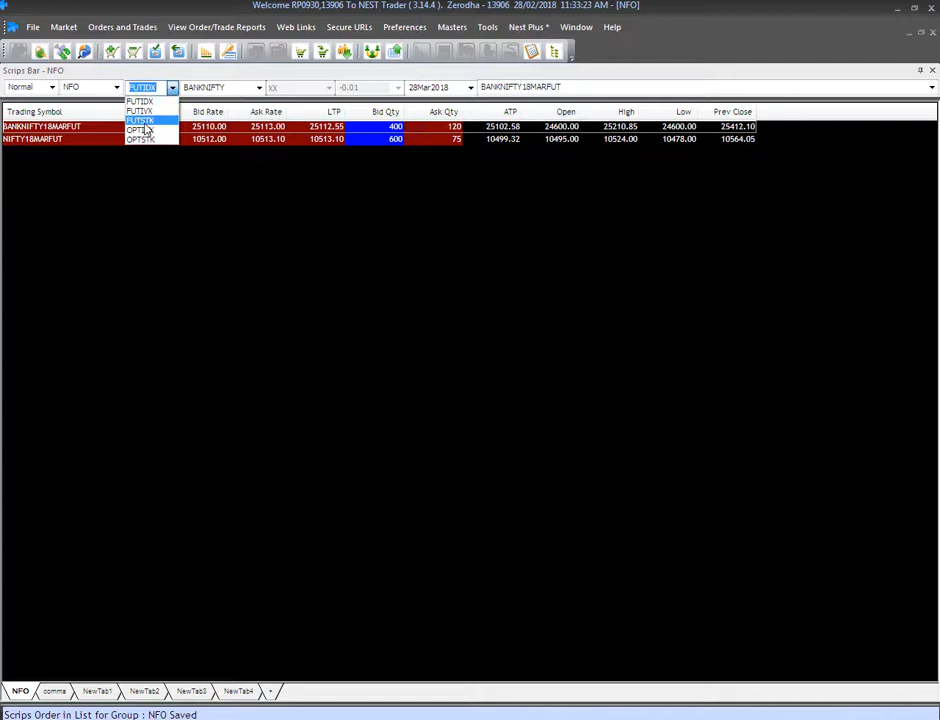 Welcome RP0930,13906 To NEST Trader ( 3.14.4 ). Zerodha - 13906 28/02/2018 11:33:23 AM - [NFO]
File Market Orders and Trades View Order/Trade Reports Web Links Secure URLs Preferences Masters Tools Nest Plus * Window Help
Scrips Bar - NFO
Normal NFO FUTIDX BANKNIFTY XX -0.01 28Mar2018 BANKNIFTY18MARFUT
FUTIDX
FUTIVX
FUTSTK
OPTIDX
OPTSTK
Trading Symbol Bid Rate Ask Rate LTP Bid Qty Ask Qty ATP Open High Low Prev Close
BANKNIFTY18MARFUT 25110.00 25113.00 25112.55 400 120 25102.58 25112.00 25210.85 24600.00 25412.10
NIFTY18MARFUT 10512.00 10513.10 10513.10 600 75 10499.32 10495.00 10524.00 10478.00 10564.05
NFO comma NewTab1 NewTab2 NewTab3 NewTab4 +
Scrips Order in List for Group : NFO Saved